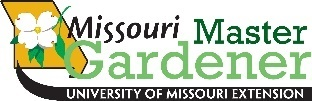 Missouri Master
Gardener
UNIVERSITY OF MISSOURI EXTENSION